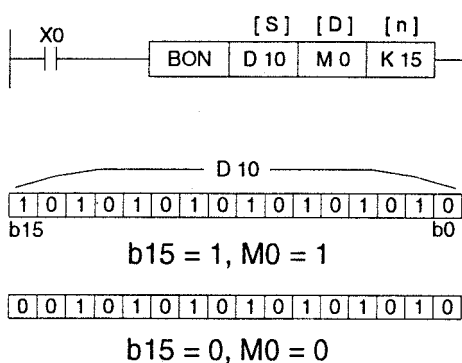 [S] [D] [n]
X0
BON D 10 M 0 K 15
D 10
1 0 1 0 1 0 1 0 1 0 1 0 1 0 1 0
b15 b0
b15 = 1, M0 = 1
0 0 1 0 1 0 1 0 1 0 1 0 1 0 1 0
b15 = 0, M0 = 0